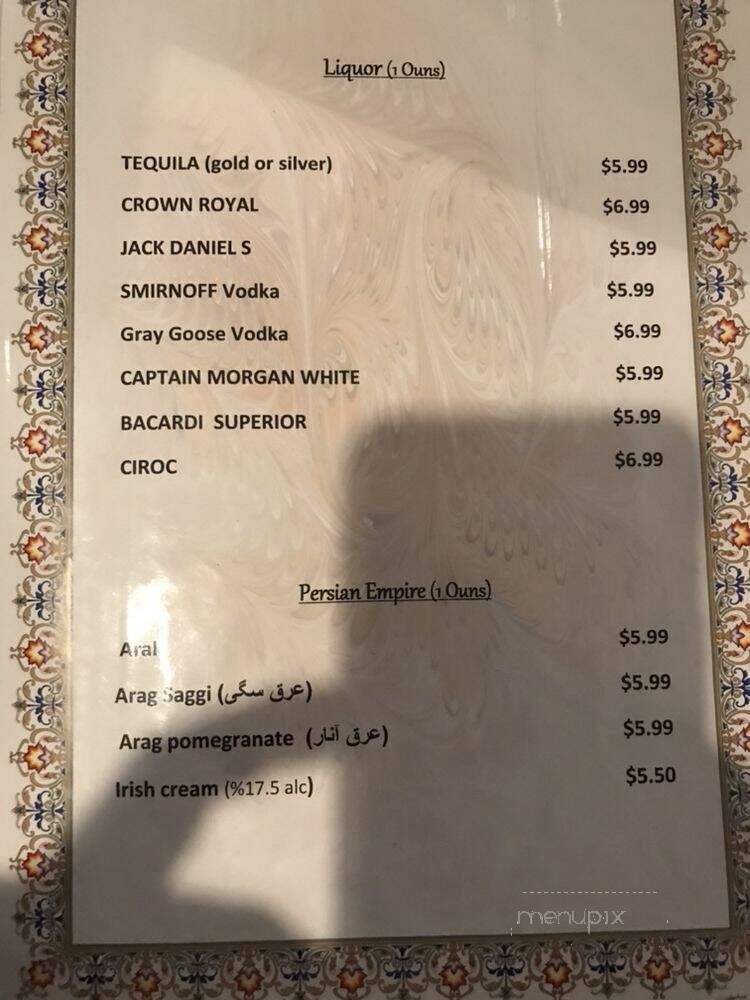 Liquor (1 Ouns)
TEQUILA (gold or silver) $5.99
CROWN ROYAL $6.99
JACK DANIEL S $5.99
SMIRNOFF Vodka $5.99
Gray Goose Vodka $6.99
CAPTAIN MORGAN WHITE $5.99
BACARDI SUPERIOR $5.99
CIROC $6.99
Persian Empire (1 Ouns)
Aral $5.99
Arag Saggi (عرق سگی) $5.99
Arag pomegranate (عرق آنار) $5.99
Irish cream (%17.5 alc) $5.50
menupix